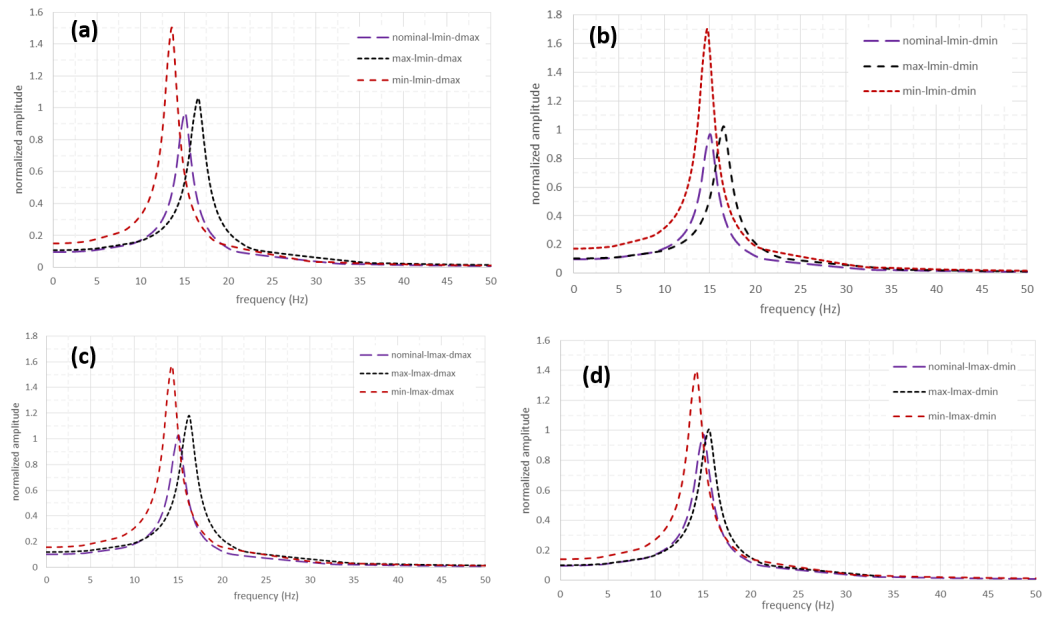 (a)
nominal-lmin-dmax
max-lmin-dmax
min-lmin-dmax
normalized amplitude
1.6
1.4
1.2
1
0.8
0.6
0.4
0.2
0
0 5 10 15 20 25 30 35 40 45 50
frequency (Hz)
(b)
nominal-lmin-dmin
max-lmin-dmin
min-lmin-dmin
normalized amplitude
1.8
1.6
1.4
1.2
1
0.8
0.6
0.4
0.2
0
0 5 10 15 20 25 30 35 40 45 50
frequency (Hz)
(c)
nominal-lmax-dmax
max-lmax-dmax
min-lmax-dmax
normalized amplitude
1.8
1.6
1.4
1.2
1
0.8
0.6
0.4
0.2
0
0 5 10 15 20 25 30 35 40 45 50
frequency (Hz)
(d)
nominal-lmax-dmin
max-lmax-dmin
min-lmax-dmin
normalized amplitude
1.6
1.4
1.2
1
0.8
0.6
0.4
0.2
0
0 5 10 15 20 25 30 35 40 45 50
frequency (Hz)